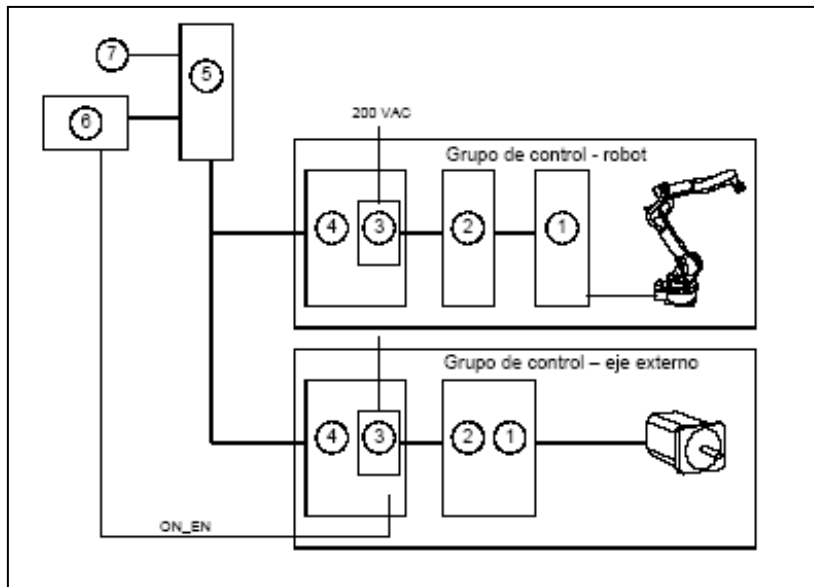 7
5
6
200 VAC
Grupo de control - robot
4
3
2
1
Grupo de control – eje externo
4
3
2
1
ON_EN